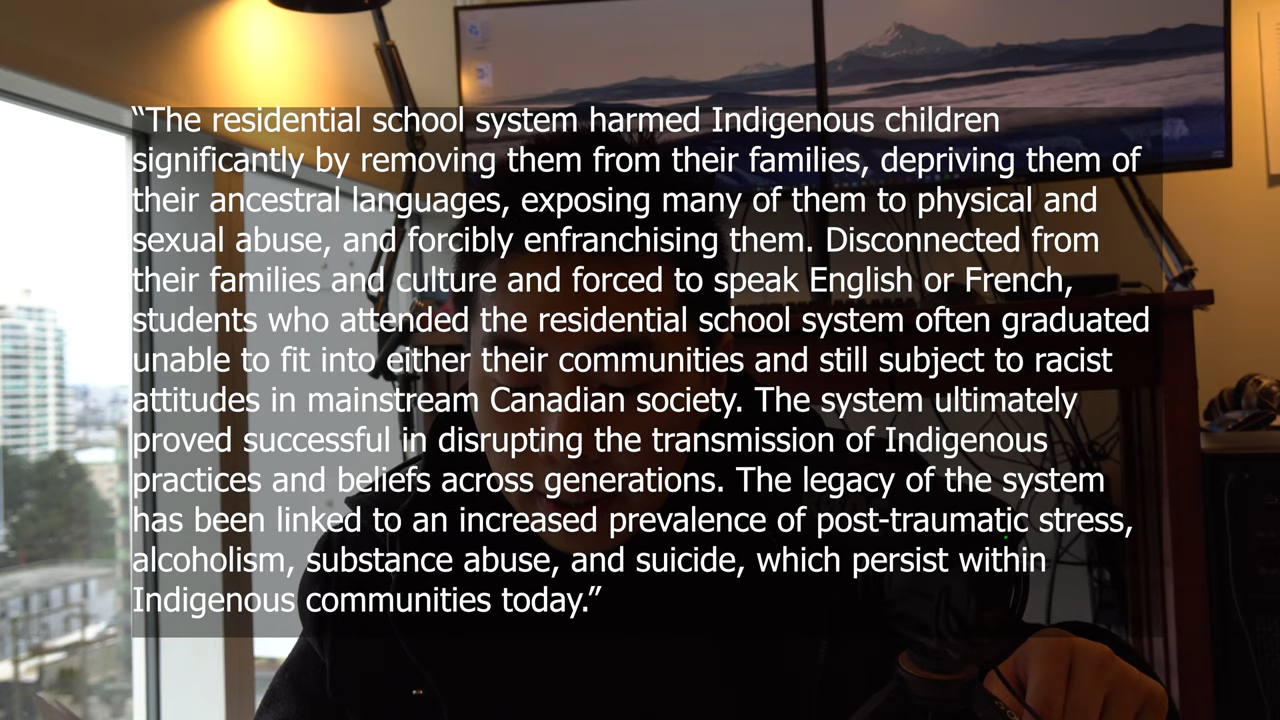 “The residential school system harmed Indigenous children
significantly by removing them from their families, depriving them of
their ancestral languages, exposing many of them to physical and
sexual abuse, and forcibly enfranchising them. Disconnected from
their families and culture and forced to speak English or French,
students who attended the residential school system often graduated
unable to fit into either their communities and still subject to racist
attitudes in mainstream Canadian society. The system ultimately
proved successful in disrupting the transmission of Indigenous
practices and beliefs across generations. The legacy of the system
has been linked to an increased prevalence of post-traumatic stress,
alcoholism, substance abuse, and suicide, which persist within
Indigenous communities today.”